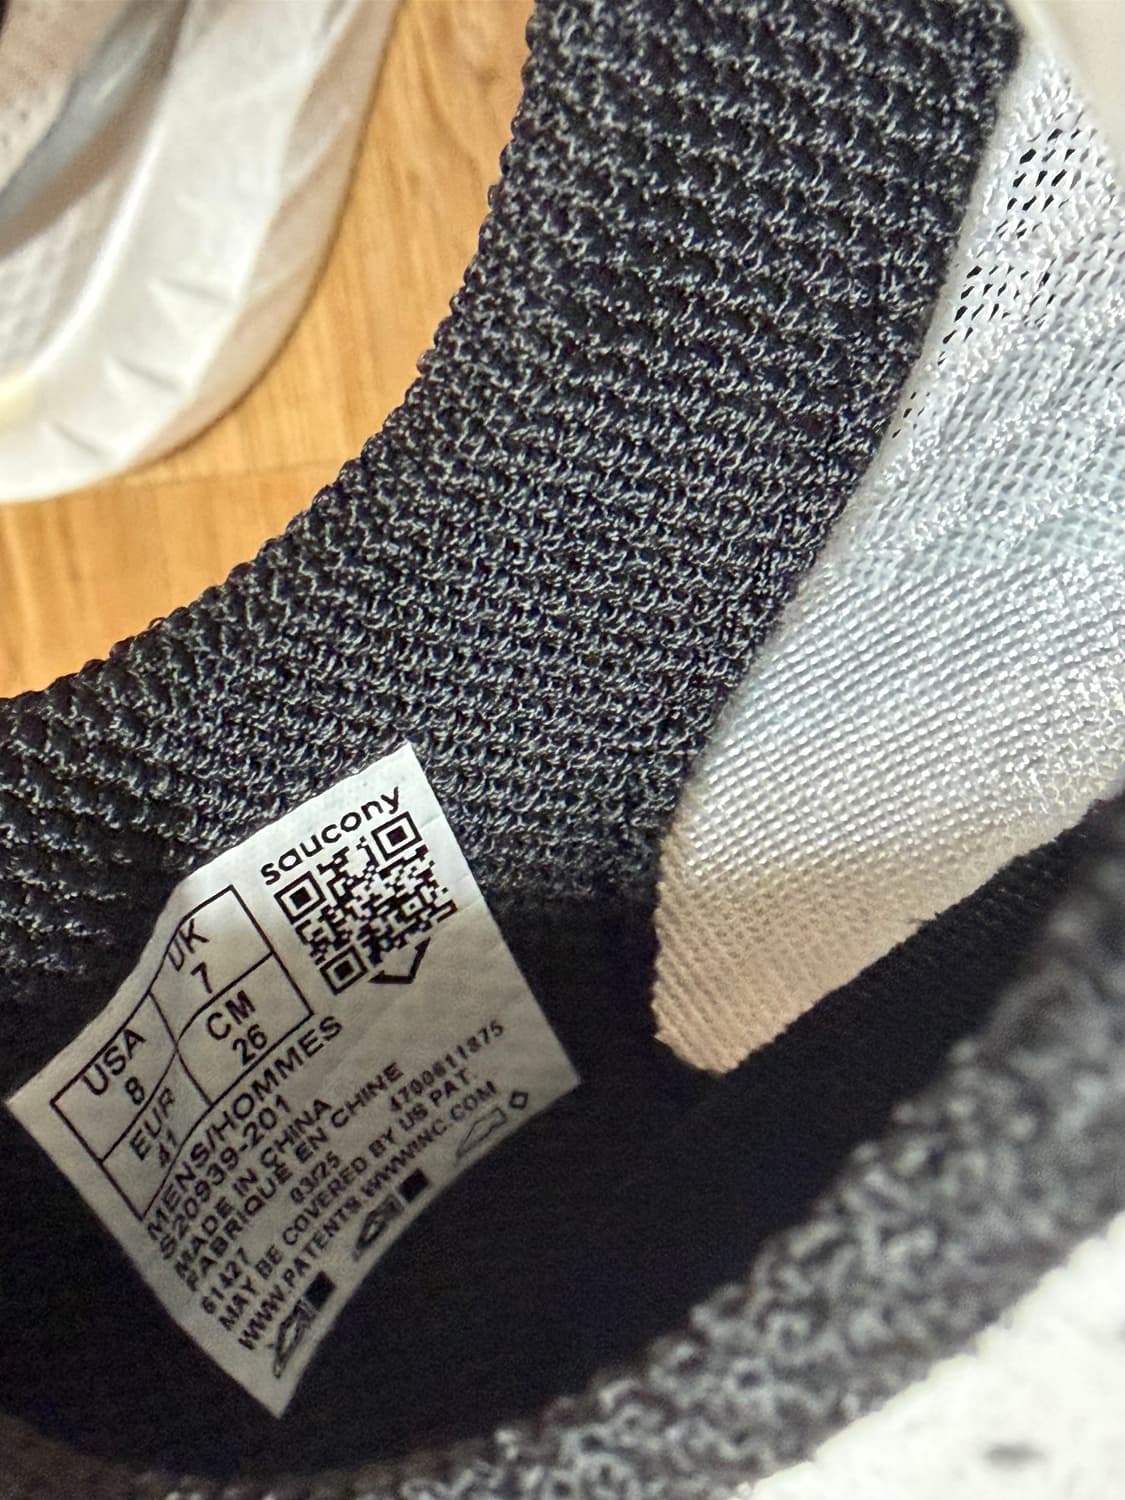 saucony
USA
8
UK
7
EUR
41
CM
26
MENS/HOMMES
S20939-201
MADE IN CHINA
FABRIQUÉ EN CHINE
61427 03/25 4700611875
MAY BE COVERED BY US PAT.
WWW.PATENTS.WWWINC.COM